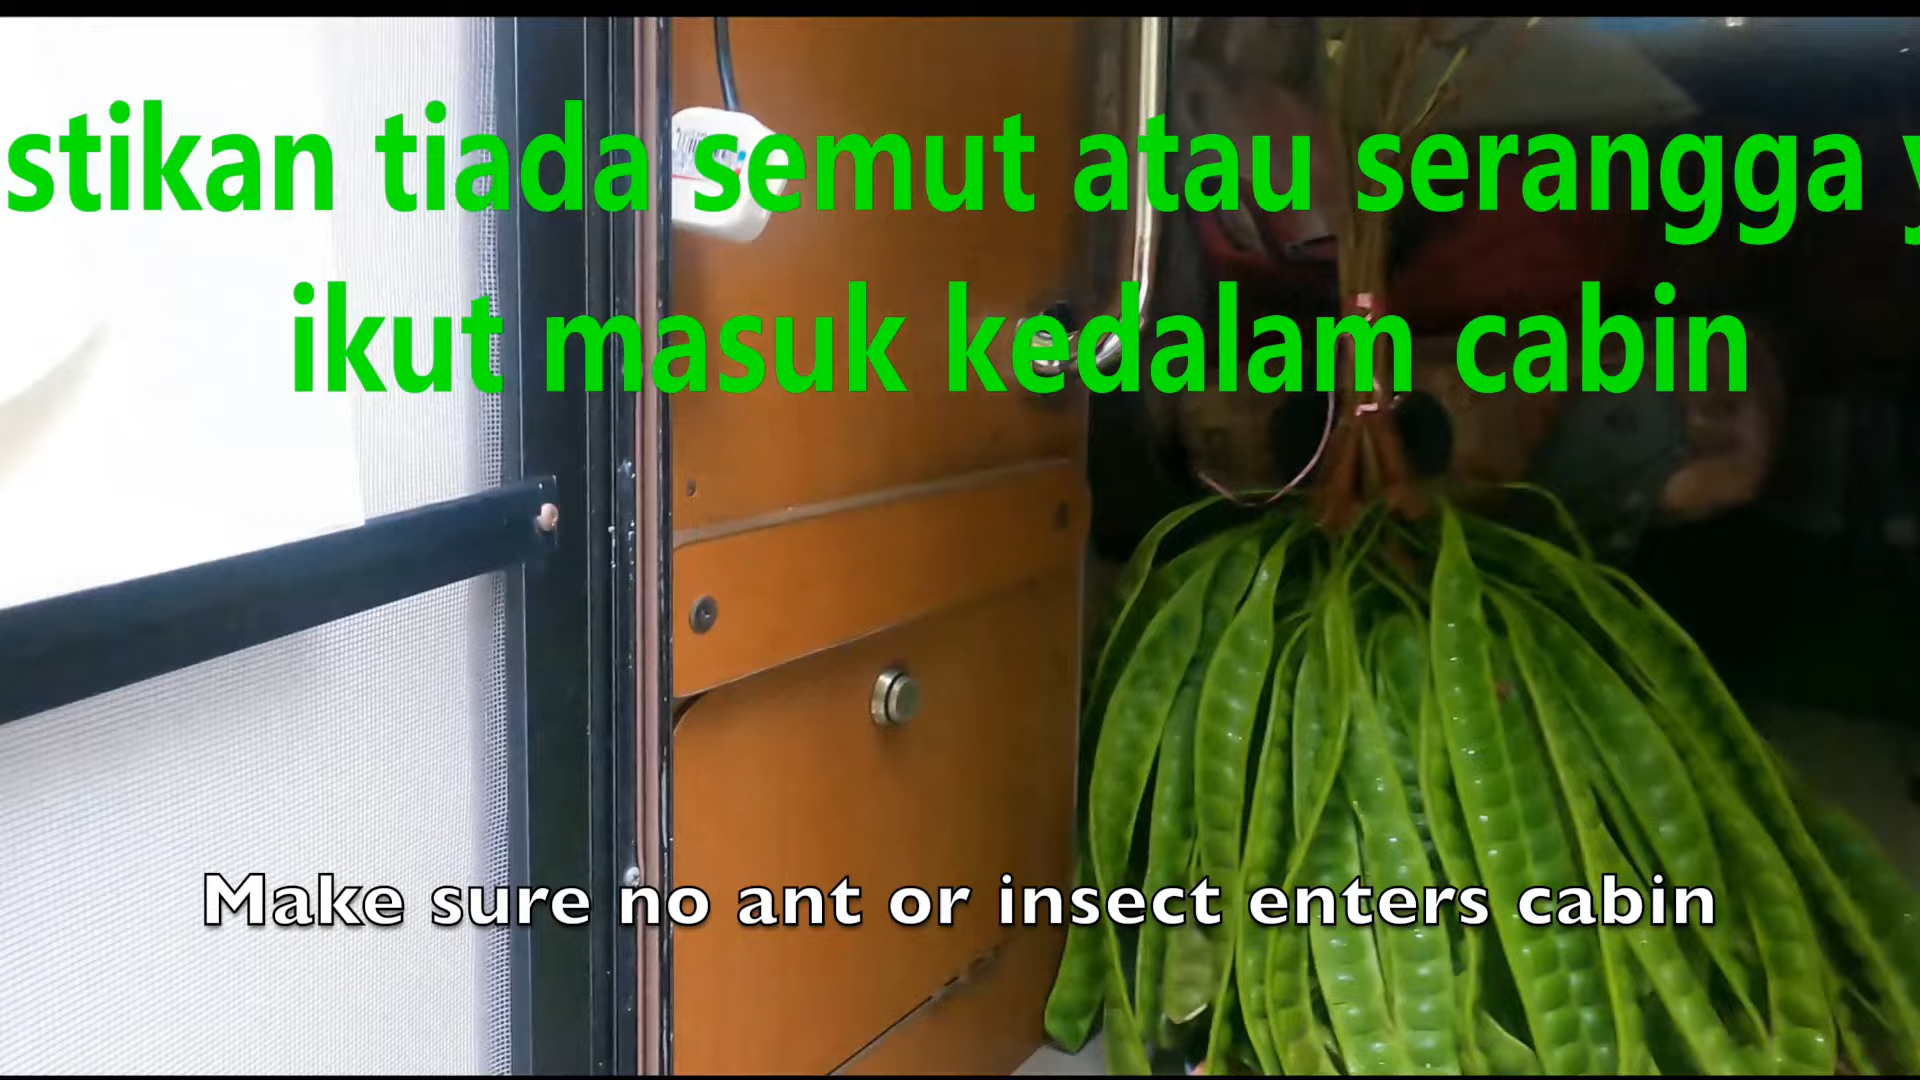 stikan tiada semut atau serangga
ikut masuk kedalam cabin
Make sure no ant or insect enters cabin